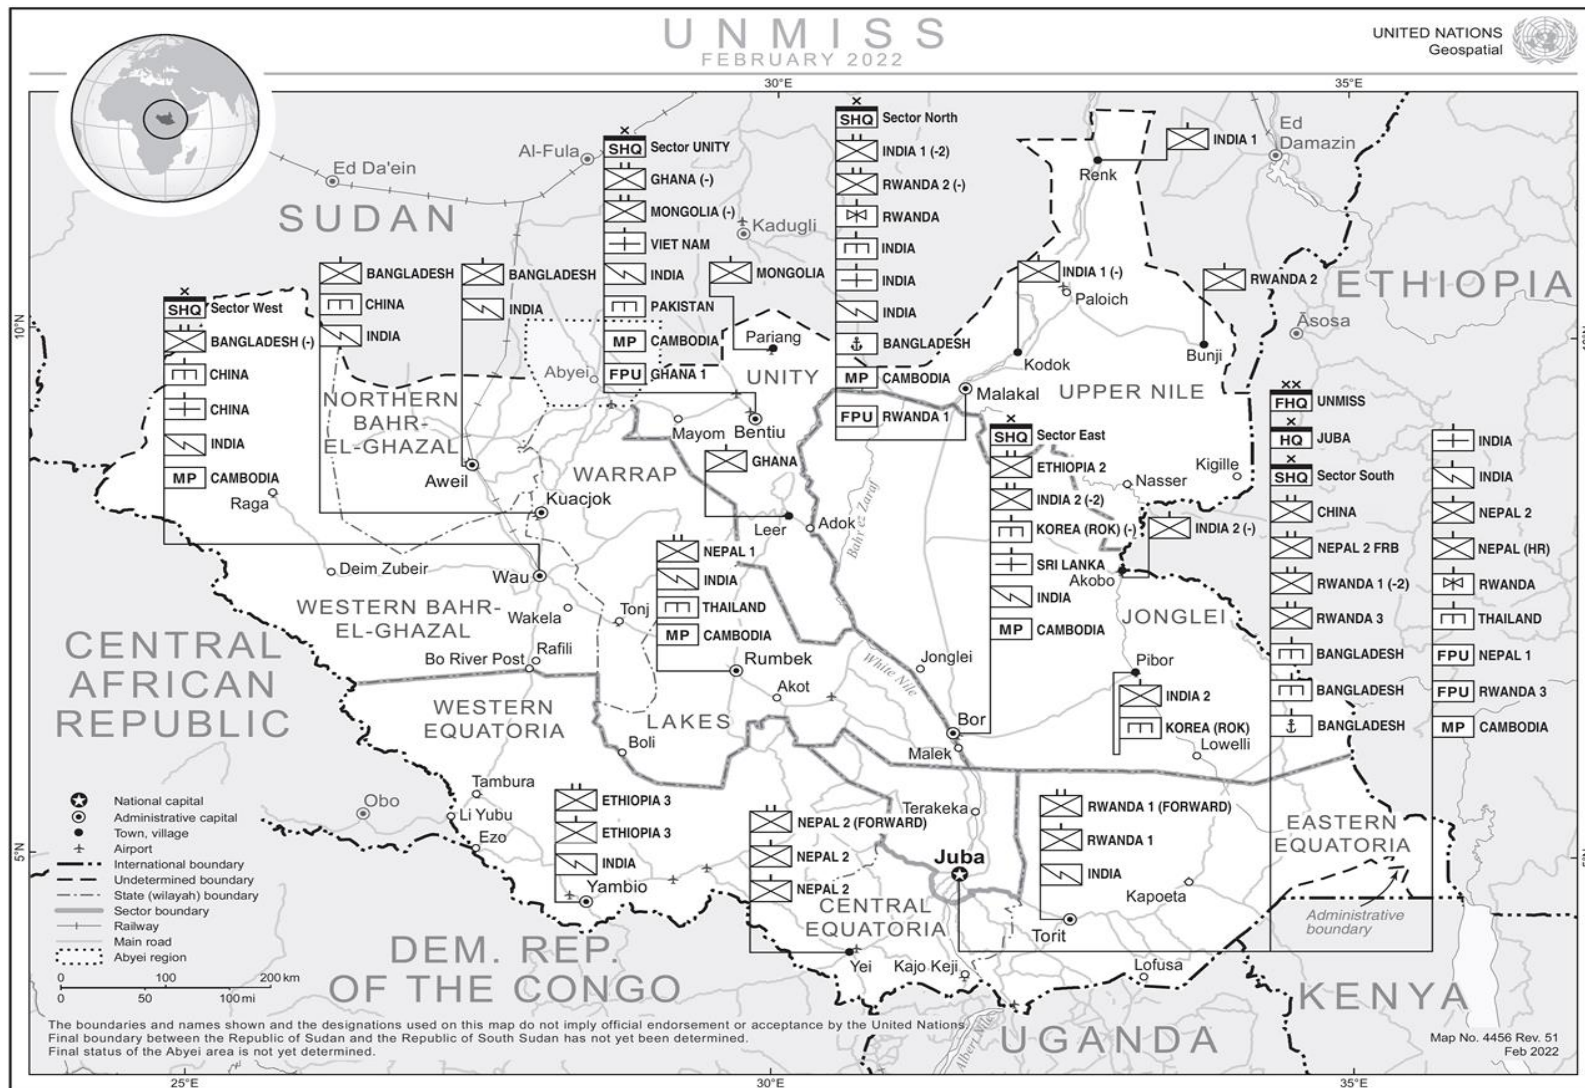 UNMISS
FEBRUARY 2022
UNITED NATIONS
Geospatial
30°E
35°E
SUDAN
Ed Da'ein
Al-Fula
Kadugli
Abyei
Ed
Damazin
ETHIOPIA
Āsosa
10°N
SHQ Sector West
BANGLADESH (-)
CHINA
CHINA
INDIA
MP CAMBODIA
BANGLADESH
CHINA
INDIA
BANGLADESH
INDIA
SHQ Sector UNITY
GHANA (-)
MONGOLIA (-)
VIET NAM
INDIA
PAKISTAN
MP CAMBODIA
FPU GHANA 1
MONGOLIA
Pariang
UNITY
SHQ Sector North
INDIA 1 (-2)
RWANDA 2 (-)
RWANDA
INDIA
INDIA
INDIA
BANGLADESH
MP CAMBODIA
FPU RWANDA 1
INDIA 1
Renk
INDIA 1 (-)
Paloich
Kodok
RWANDA 2
Bunji
Malakal
UPPER NILE
NORTHERN
BAHR-
EL-GHAZAL
Aweil
Raga
Kuacjok
WARRAP
Mayom
Bentiu
GHANA
Leer
Adok
Bahr ez Zaraf
SHQ Sector East
ETHIOPIA 2
INDIA 2 (-2)
KOREA (ROK) (-)
SRI LANKA
INDIA
MP CAMBODIA
Nasser
Kigille
INDIA 2 (-)
Akobo
JONGLEI
Pibor
INDIA 2
KOREA (ROK)
Lowelli
XX
FHQ UNMISS
X
HQ JUBA
X
SHQ Sector South
CHINA
NEPAL 2 FRB
RWANDA 1 (-2)
RWANDA 3
BANGLADESH
BANGLADESH
BANGLADESH
INDIA
INDIA
NEPAL 2
NEPAL (HR)
RWANDA
THAILAND
FPU NEPAL 1
FPU RWANDA 3
MP CAMBODIA
Deim Zubeir
Wau
WESTERN BAHR-
EL-GHAZAL
Wakela
Tonj
Bo River Post
Rafili
NEPAL 1
INDIA
THAILAND
MP CAMBODIA
Rumbek
Akot
LAKES
Boli
White Nile
Jonglei
Bor
Malek
CENTRAL
AFRICAN
REPUBLIC
WESTERN
EQUATORIA
Obo
Tambura
Li Yubu
Ezo
ETHIOPIA 3
ETHIOPIA 3
INDIA
Yambio
NEPAL 2 (FORWARD)
NEPAL 2
NEPAL 2
CENTRAL
EQUATORIA
Yei
Kajo Keji
Terakeka
Juba
RWANDA 1 (FORWARD)
RWANDA 1
INDIA
Torit
Kapoeta
Lofusa
EASTERN
EQUATORIA
Administrative
boundary
5°N
DEM. REP.
OF THE CONGO
Albert Nile
UGANDA
KENYA
National capital
Administrative capital
Town, village
Airport
International boundary
Undetermined boundary
State (wilayah) boundary
Sector boundary
Railway
Main road
Abyei region
0 100 200 km
0 50 100 mi
The boundaries and names shown and the designations used on this map do not imply official endorsement or acceptance by the United Nations.
Final boundary between the Republic of Sudan and the Republic of South Sudan has not yet been determined.
Final status of the Abyei area is not yet determined.
Map No. 4456 Rev. 51
Feb 2022
25°E
30°E
35°E